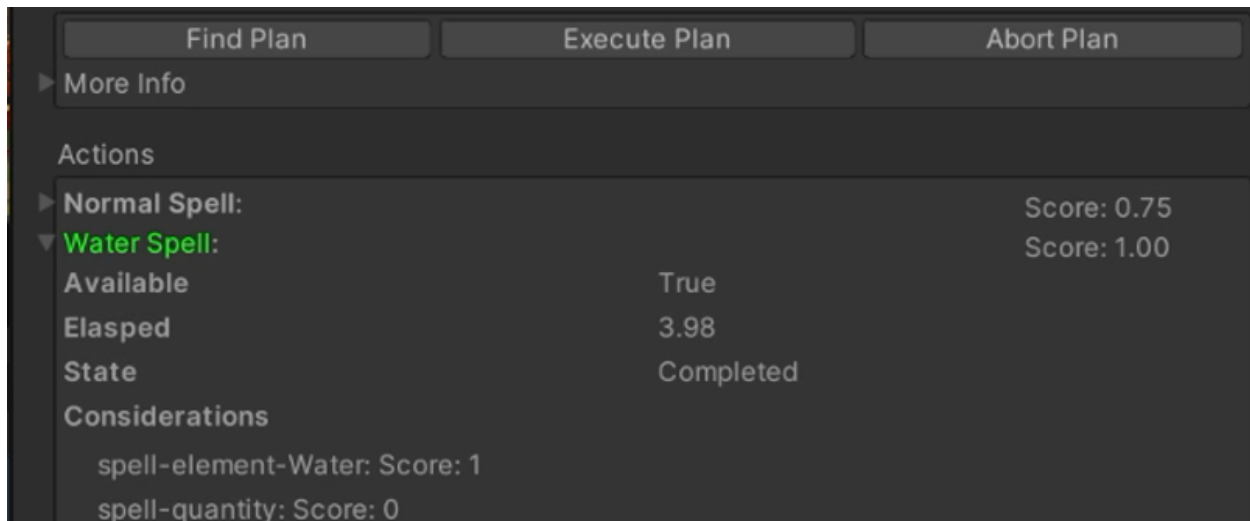 Find Plan Execute Plan Abort Plan
More Info
Actions
Normal Spell: Score: 0.75
Water Spell: Score: 1.00
Available True
Elasped 3.98
State Completed
Considerations
spell-element-Water: Score: 1
spell-quantity: Score: 0